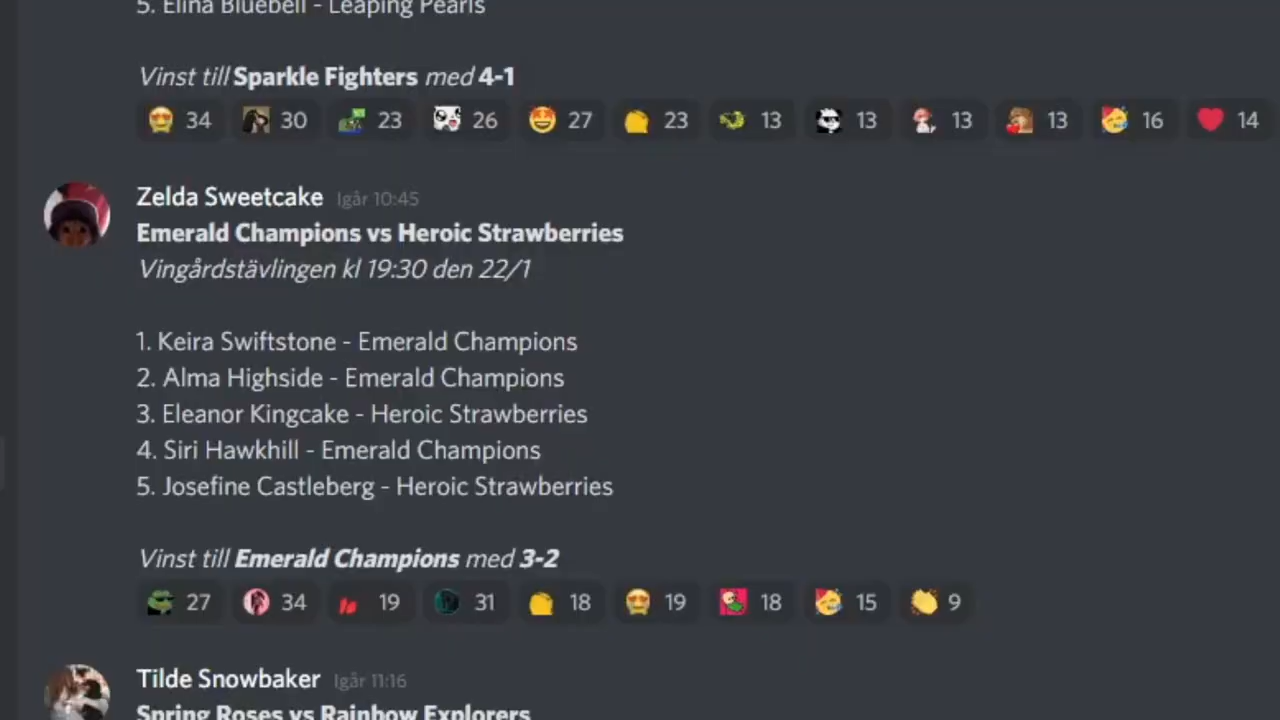 5. Elina Bluebell - Leaping Pearls
Vinst till Sparkle Fighters med 4-1
34 30 23 26 27 23 13 13 13 13 16 14
Zelda Sweetcake Igår 10:45
Emerald Champions vs Heroic Strawberries
Vingårdstävlingen kl 19:30 den 22/1
1. Keira Swiftstone - Emerald Champions
2. Alma Highside - Emerald Champions
3. Eleanor Kingcake - Heroic Strawberries
4. Siri Hawkhill - Emerald Champions
5. Josefine Castleberg - Heroic Strawberries
Vinst till Emerald Champions med 3-2
27 34 19 31 18 19 18 15 9
Tilde Snowbaker Igår 11:16
Spring Roses vs Rainbow Explorers